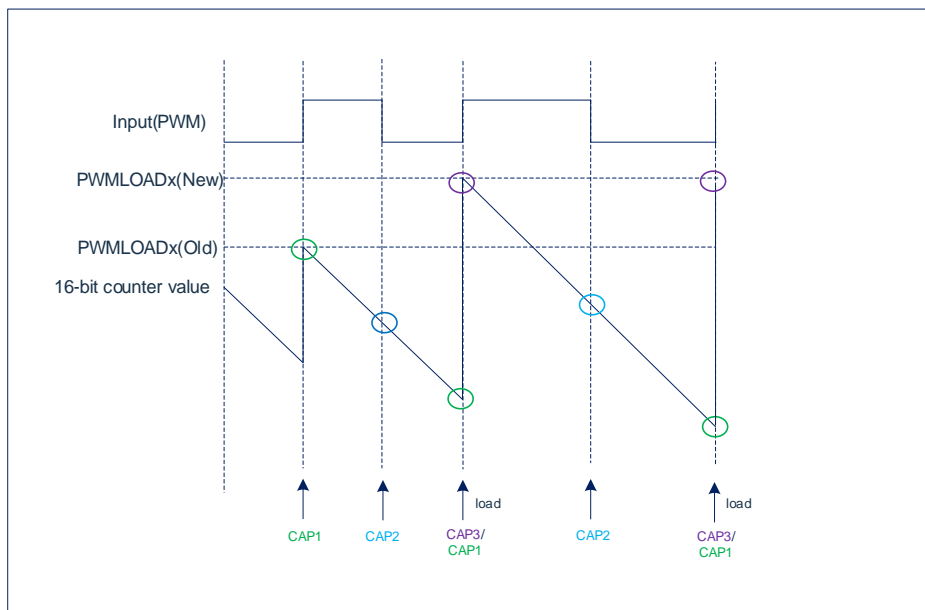 Input(PWM)
PWMLOADx(New)
PWMLOADx(Old)
16-bit counter value
load
load
CAP1
CAP2
CAP3/
CAP1
CAP2
CAP3/
CAP1